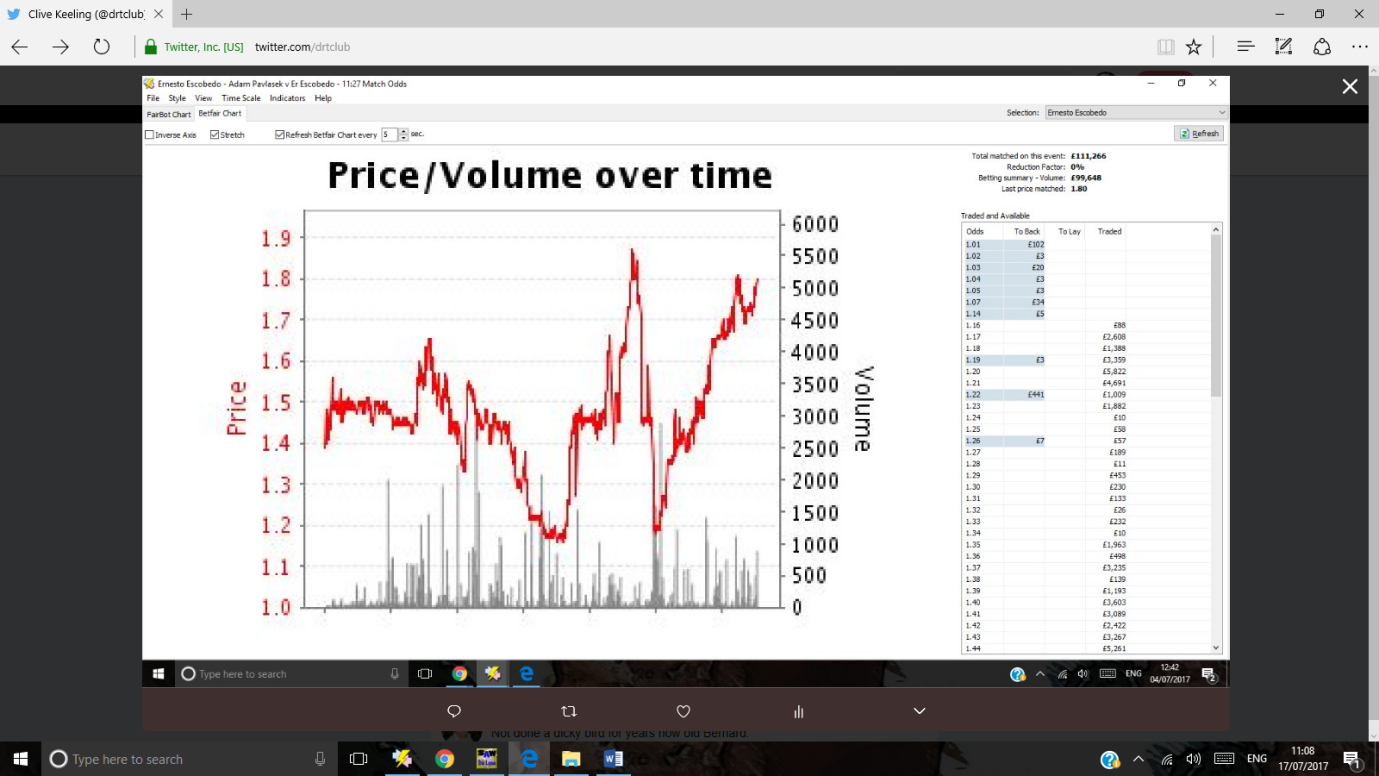 Clive Keeling (@drtclub)
Twitter, Inc. [US] twitter.com/drtclub
Ernesto Escobedo - Adam Pavlasek v Er Escobedo - 11:27 Match Odds
File Style View Time Scale Indicators Help
FairBot Chart Betfair Chart
Selection: Ernesto Escobedo
Inverse Axis Stretch Refresh Betfair Chart every 5 sec.
Refresh
Price/Volume over time
Total matched on this event: £111,266
Reduction Factor: 0%
Betting summary - Volume: £99,648
Last price matched: 1.80
Price
1.9
1.8
1.7
1.6
1.5
1.4
1.3
1.2
1.1
1.0
6000
5500
5000
4500
4000
3500
3000
2500
2000
1500
1000
500
0
Volume
Traded and Available
Odds To Back To Lay Traded
1.01 £102
1.02 £3
1.03 £20
1.04 £3
1.05 £3
1.07 £34
1.14 £5
1.16 £88
1.17 £2,608
1.18 £1,388
1.19 £3 £3,359
1.20 £5,822
1.21 £4,691
1.22 £441 £1,009
1.23 £1,882
1.24 £10
1.25 £58
1.26 £7 £57
1.27 £189
1.28 £11
1.29 £453
1.30 £230
1.31 £133
1.32 £26
1.33 £232
1.34 £10
1.35 £1,963
1.36 £498
1.37 £3,235
1.38 £139
1.39 £1,193
1.40 £3,603
1.41 £3,089
1.42 £2,422
1.43 £3,267
1.44 £5,261
Type here to search
ENG
12:42
04/07/2017
2
Not done a dicky bird for years now old Bernard.
Type here to search
ENG
11:08
17/07/2017
1